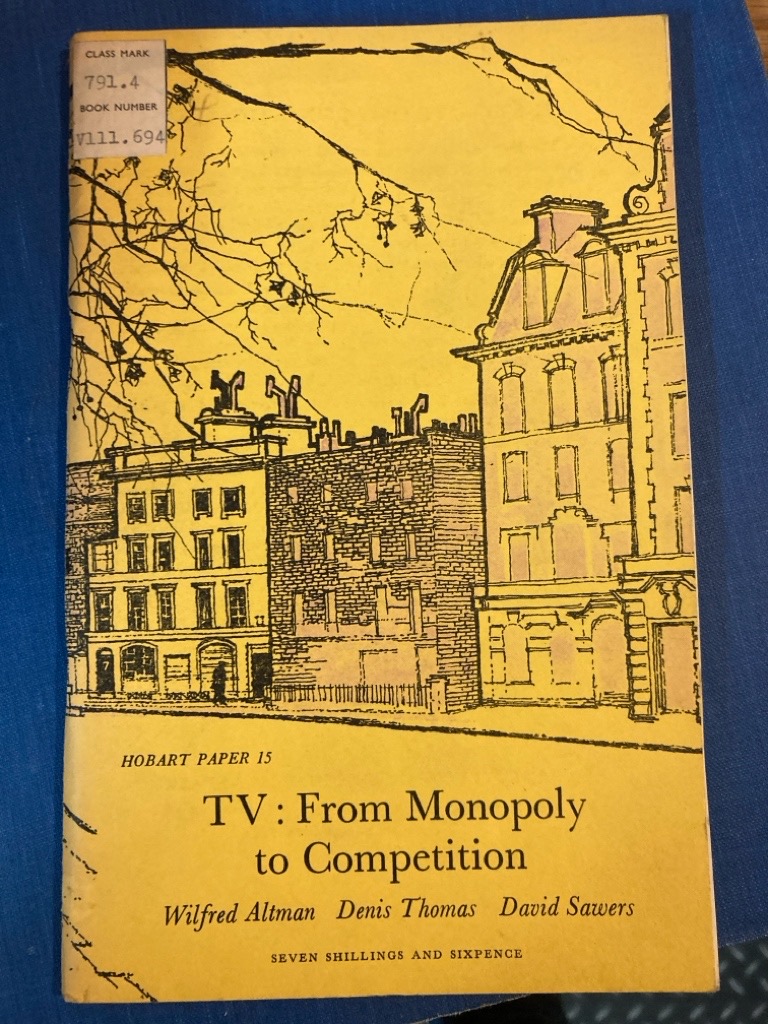 CLASS MARK
791.4
BOOK NUMBER
V111.694
7
HOBART PAPER 15
TV: From Monopoly
to Competition
Wilfred Altman Denis Thomas David Sawers
SEVEN SHILLINGS AND SIXPENCE